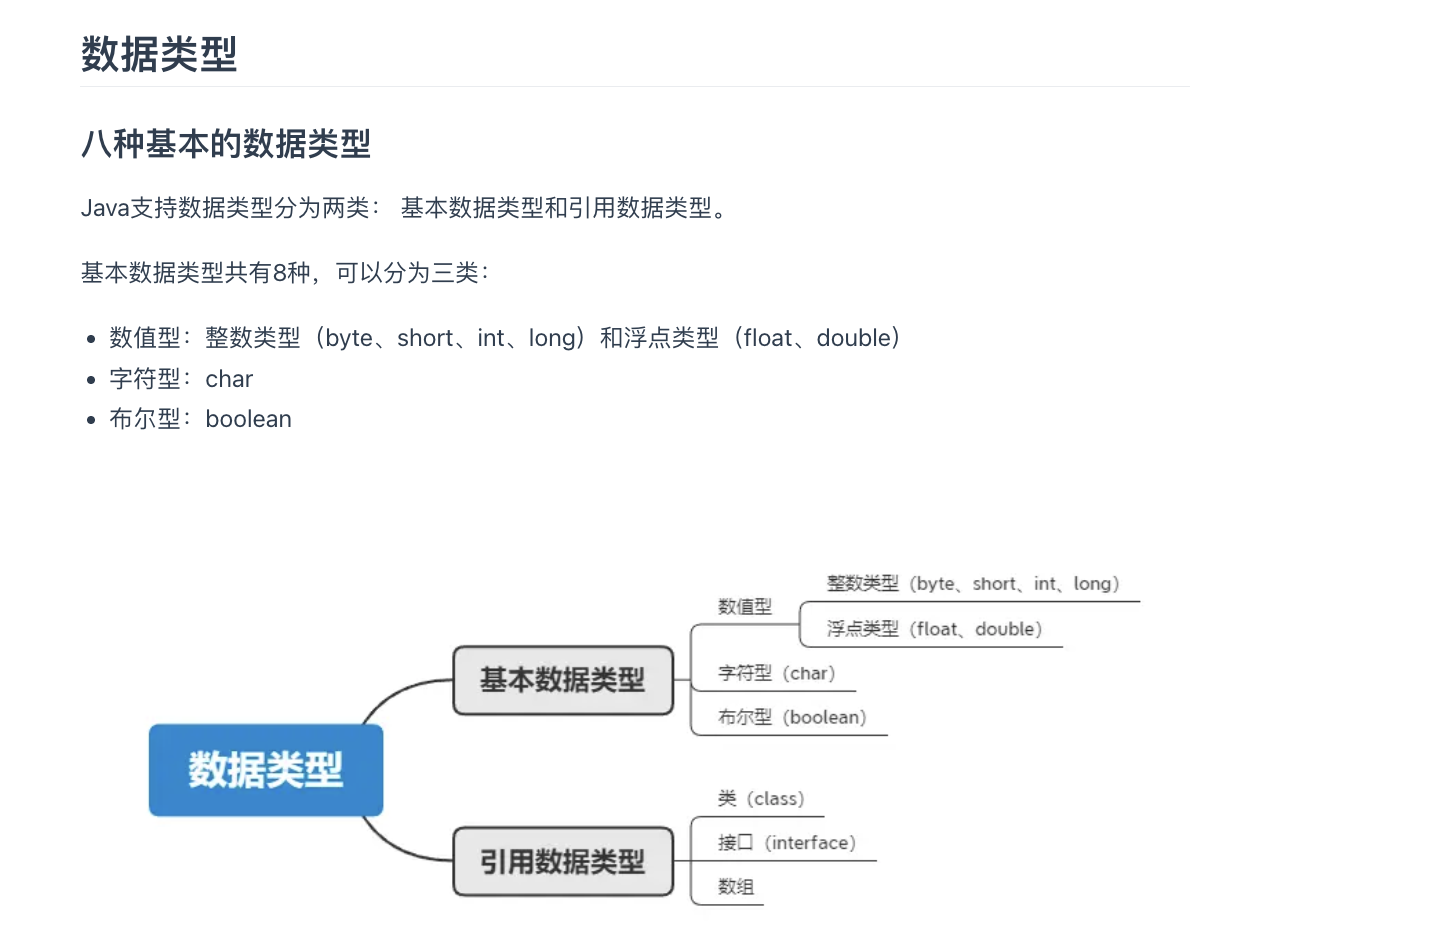 数据类型
八种基本的数据类型
Java支持数据类型分为两类： 基本数据类型和引用数据类型。
基本数据类型共有8种，可以分为三类：
• 数值型：整数类型（byte、short、int、long）和浮点类型（float、double）
• 字符型：char
• 布尔型：boolean
数据类型
基本数据类型
数值型
整数类型（byte、short、int、long）
浮点类型（float、double）
字符型（char）
布尔型（boolean）
引用数据类型
类（class）
接口（interface）
数组